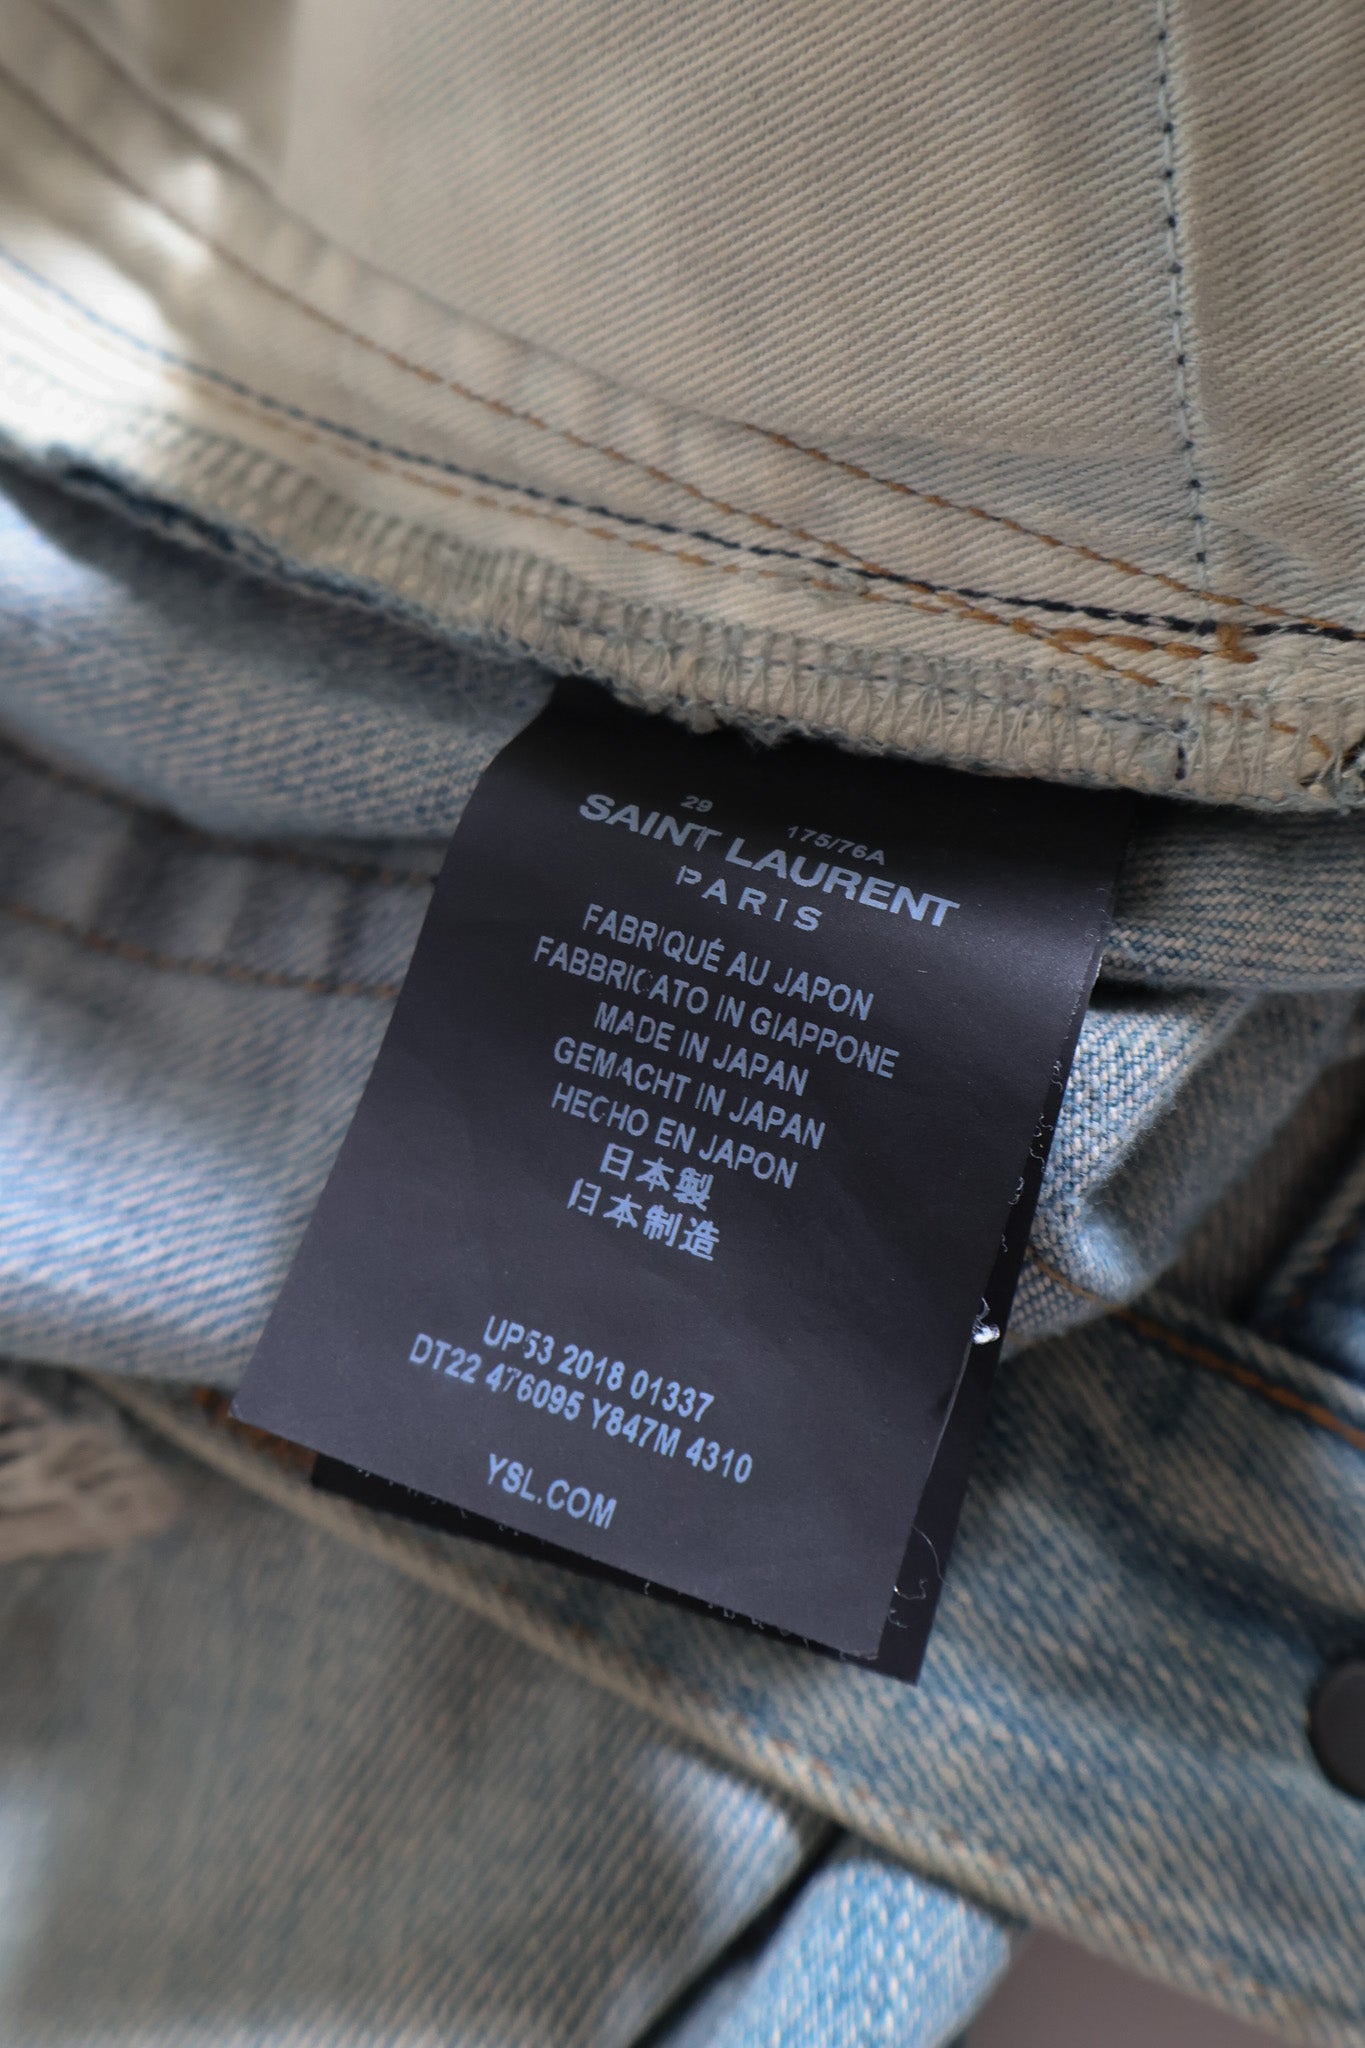 29 175/76A
SAINT LAURENT
PARIS
FABRIQUÉ AU JAPON
FABBRICATO IN GIAPPONE
MADE IN JAPAN
GEMACHT IN JAPAN
HECHO EN JAPON
日本製
日本制造
UP53 2018 01337
DT22 476095 Y847M 4310
YSL.COM